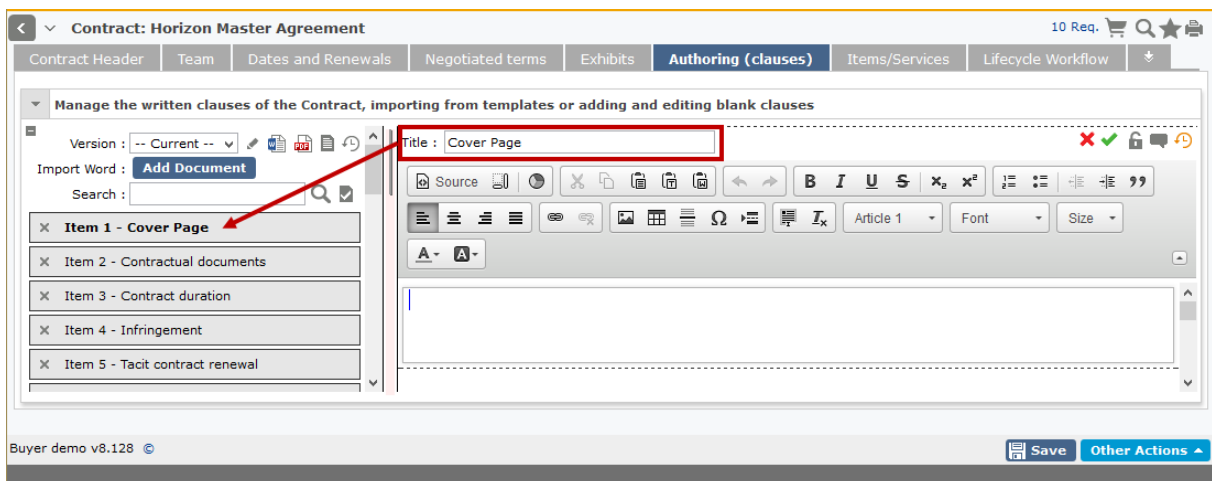 Contract: Horizon Master Agreement
10 Req.
Contract Header Team Dates and Renewals Negotiated terms Exhibits Authoring (clauses) Items/Services Lifecycle Workflow
Manage the written clauses of the Contract, importing from templates or adding and editing blank clauses
Version : -- Current --
Import Word : Add Document
Search :
Item 1 - Cover Page
Item 2 - Contractual documents
Item 3 - Contract duration
Item 4 - Infringement
Item 5 - Tacit contract renewal
Title : Cover Page
Source B I U S x₂ x²
Article 1 Font Size
A A
Buyer demo v8.128 ©
Save Other Actions